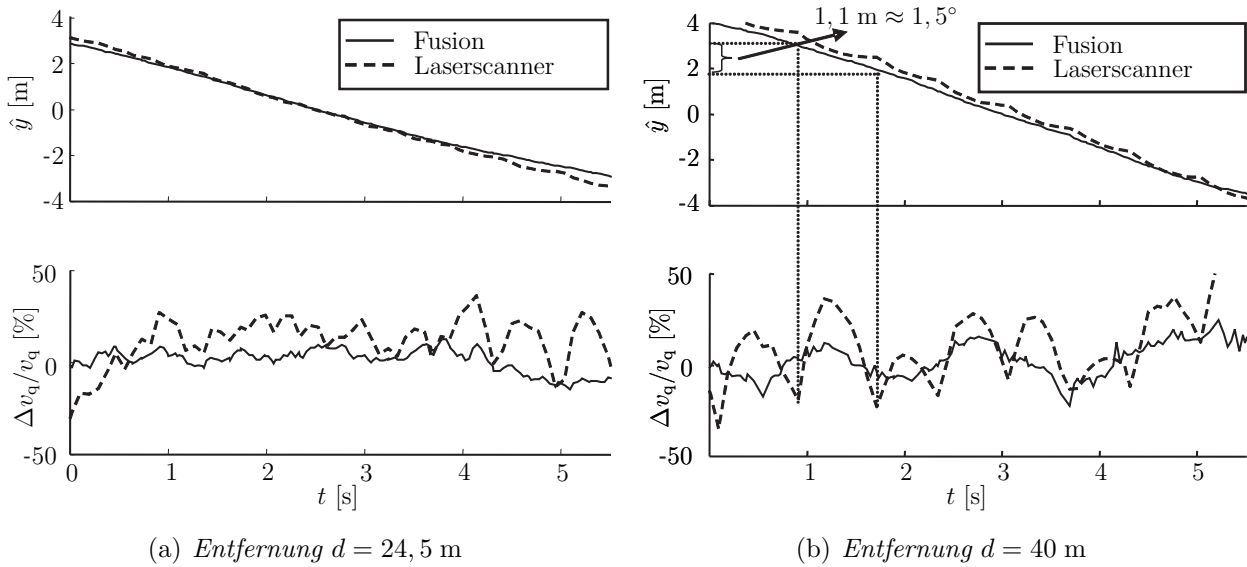 4
2
0
-2
-4
ŷ [m]
Fusion
Laserscanner
50
0
-50
Δv_q/v_q [%]
0 1 2 3 4 5
t [s]
(a) Entfernung d = 24, 5 m
1, 1 m ≈ 1, 5°
4
2
0
-2
-4
ŷ [m]
Fusion
Laserscanner
50
0
-50
Δv_q/v_q [%]
0 1 2 3 4 5
t [s]
(b) Entfernung d = 40 m